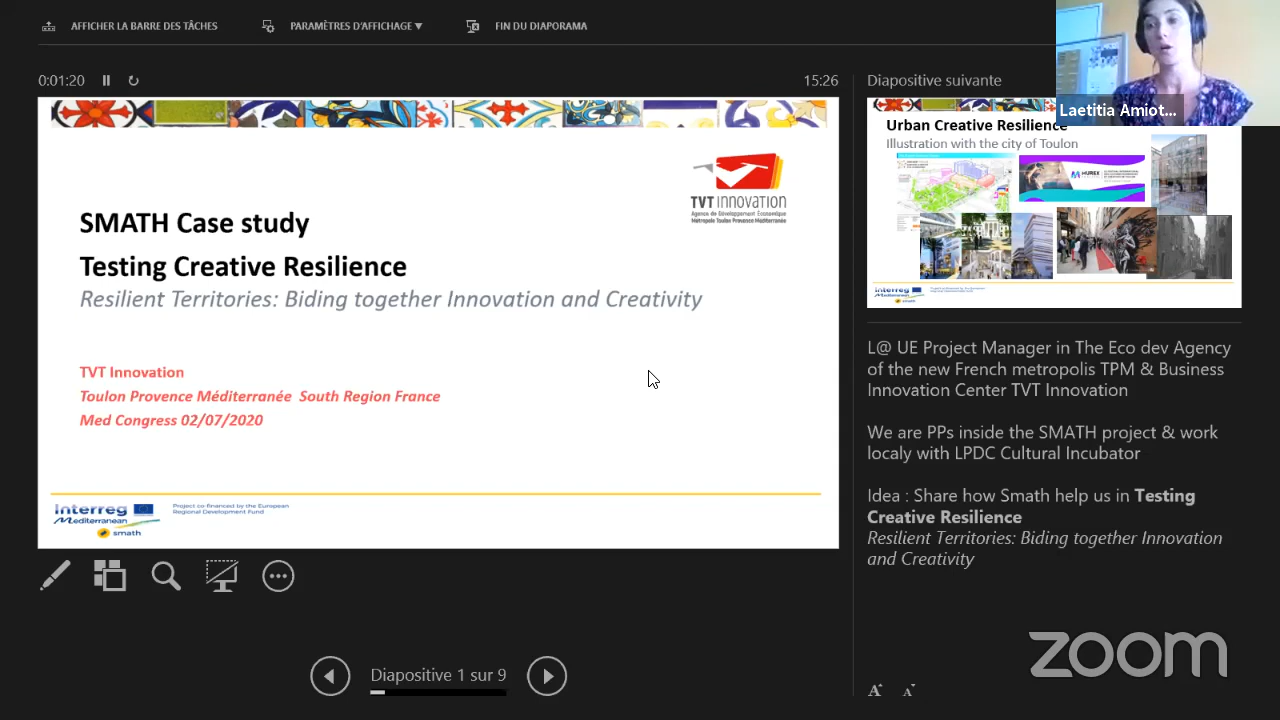 AFFICHER LA BARRE DES TÂCHES
PARAMÈTRES D'AFFICHAGE ▼
FIN DU DIAPORAMA
0:01:20
15:26
SMATH Case study
Testing Creative Resilience
Resilient Territories: Biding together Innovation and Creativity
TVT Innovation
Toulon Provence Méditerranée South Region France
Med Congress 02/07/2020
TVT Innovation
Agence de Développement Economique
Métropole Toulon Provence Méditerranée
Interreg
Mediterranean
smath
Project co-financed by the European
Regional Development Fund
Diapositive 1 sur 9
Diapositive suivante
Laetitia Amiot...
Urban Creative Resilience
Illustration with the city of Toulon
Interreg
Mediterranean
smath
L@ UE Project Manager in The Eco dev Agency
of the new French metropolis TPM & Business
Innovation Center TVT Innovation
We are PPs inside the SMATH project & work
localy with LPDC Cultural Incubator
Idea : Share how Smath help us in Testing
Creative Resilience
Resilient Territories: Biding together Innovation
and Creativity
A A
zoom